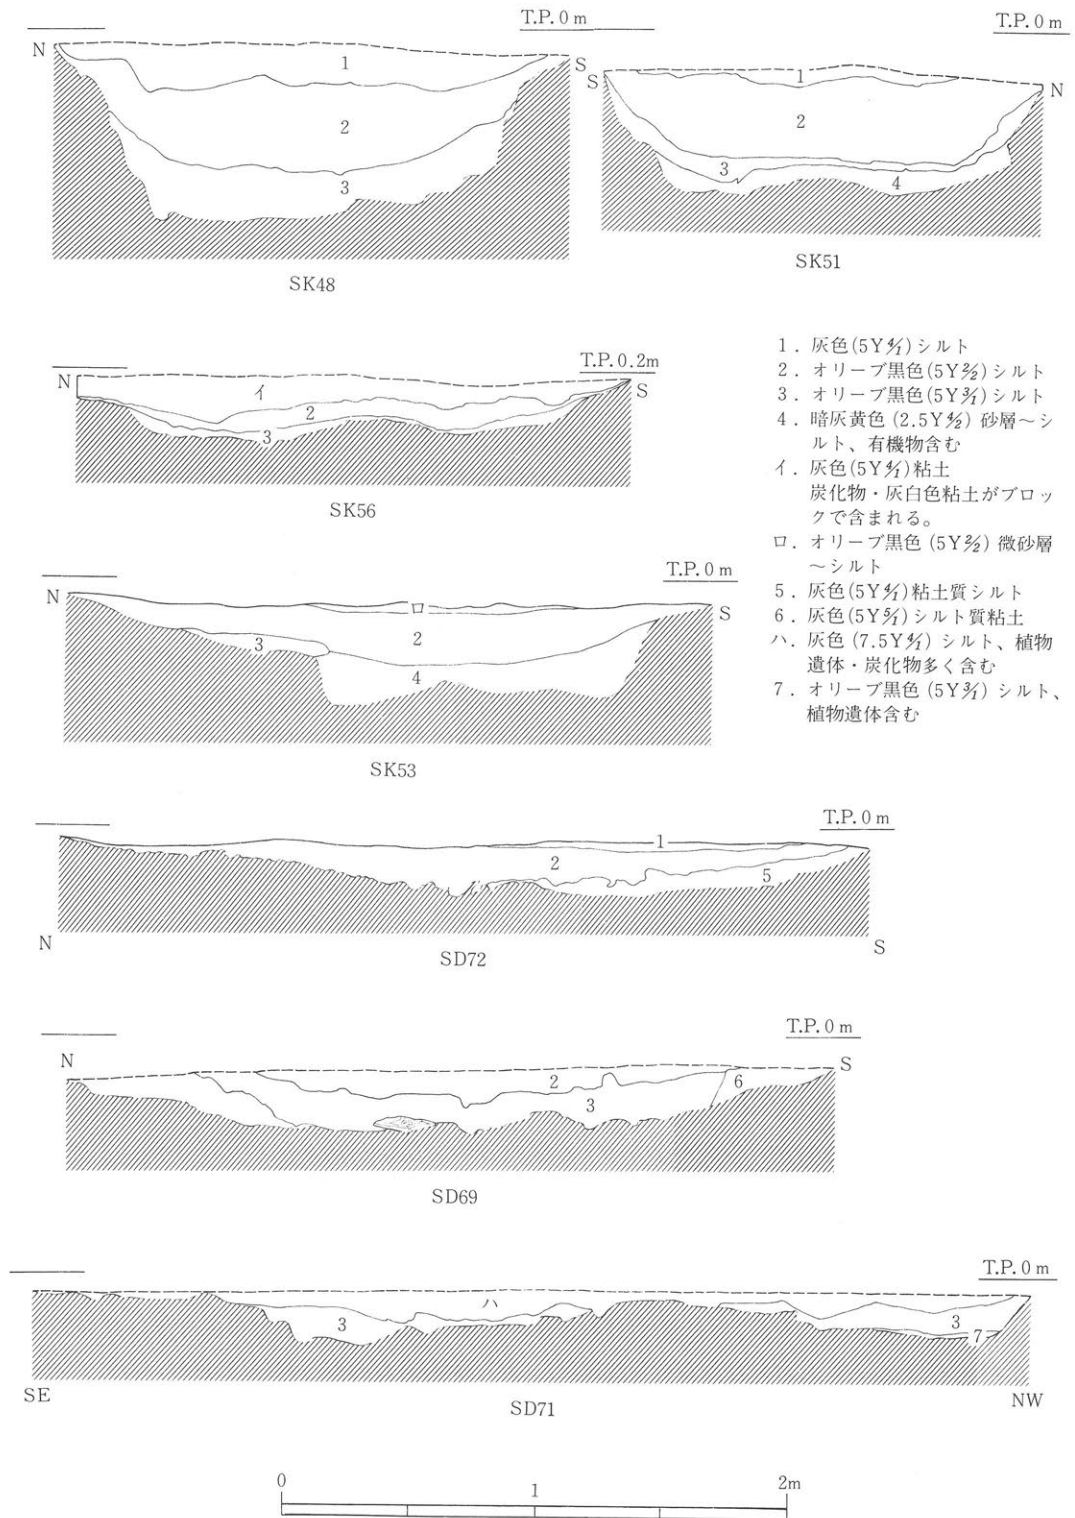 T.P. 0 m
N
S
1
2
3
SK48
T.P. 0 m
S
N
1
2
3
4
SK51
T.P. 0.2m
N
S
イ
2
3
SK56
1. 灰色(5Y4/1)シルト
2. オリーブ黒色(5Y2/2)シルト
3. オリーブ黒色(5Y3/1)シルト
4. 暗灰黄色 (2.5Y4/2) 砂層〜シ
ルト、有機物含む
イ. 灰色(5Y4/1)粘土
炭化物・灰白色粘土がブロッ
クで含まれる。
ロ. オリーブ黒色 (5Y2/2) 微砂層
〜シルト
5. 灰色(5Y4/1)粘土質シルト
6. 灰色(5Y5/1)シルト質粘土
ハ. 灰色 (7.5Y4/1) シルト、植物
遺体・炭化物多く含む
7. オリーブ黒色 (5Y3/1) シルト、
植物遺体含む
T.P. 0 m
N
S
ロ
2
3
4
SK53
T.P. 0 m
1
2
5
N
S
SD72
T.P. 0 m
N
S
2
6
3
SD69
T.P. 0 m
ハ
3
3
7
SE
NW
SD71
0
1
2m